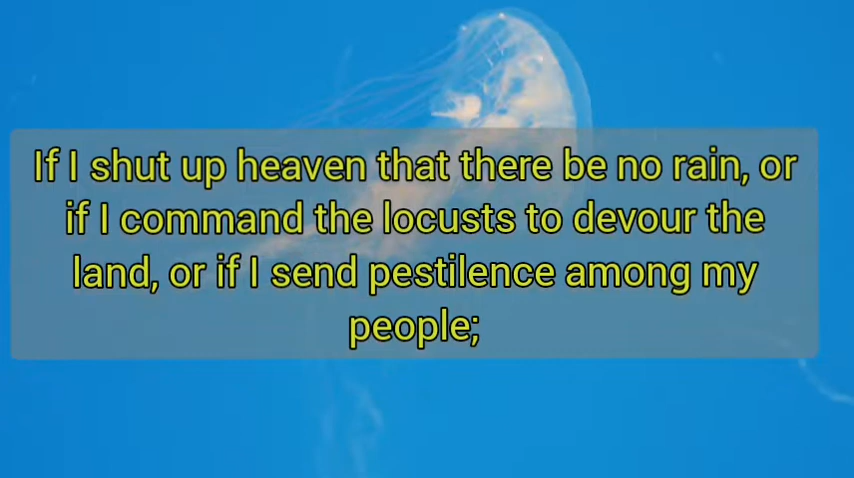 If I shut up heaven that there be no rain, or
if I command the locusts to devour the
land, or if I send pestilence among my
people;